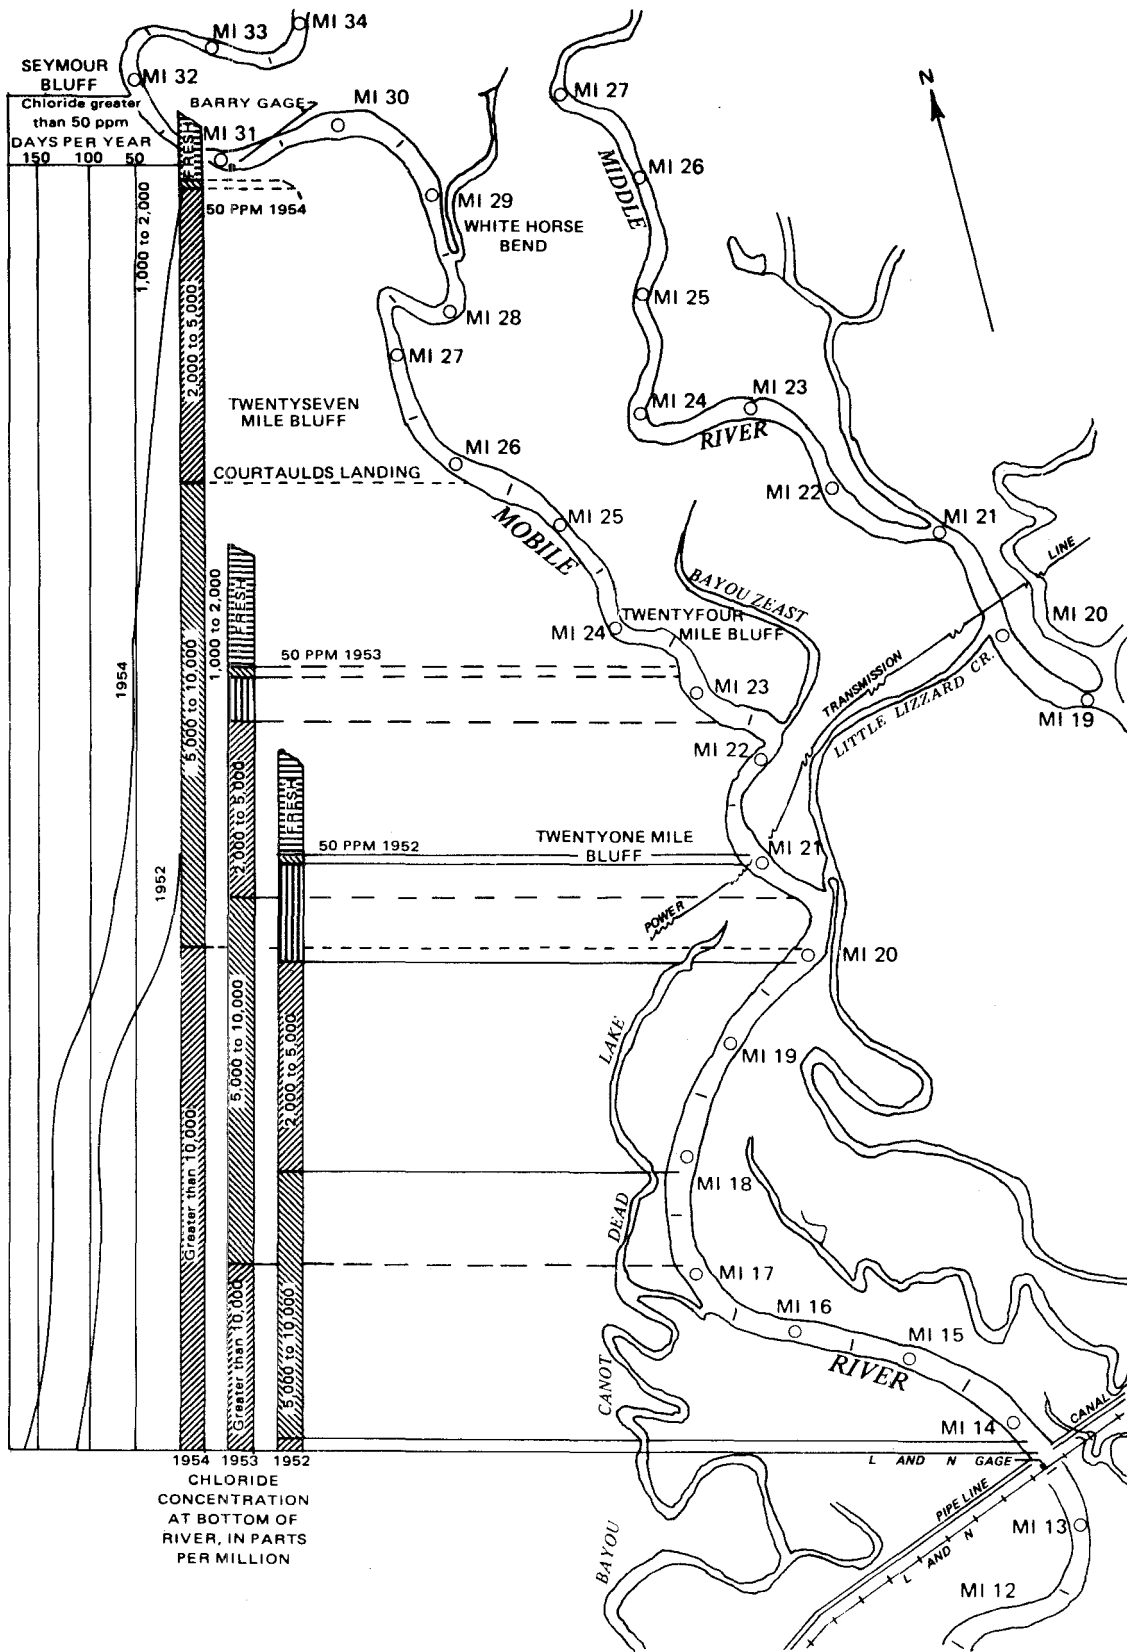 MI 34
MI 33
SEYMOUR
BLUFF
MI 32
Chloride greater
than 50 ppm
DAYS PER YEAR
150 100 50
BARRY GAGE
MI 30
MI 31
FRESH
MI 29
WHITE HORSE
BEND
50 PPM 1954
1,000 to 2,000
2,000 to 5,000
MI 28
MI 27
TWENTYSEVEN
MILE BLUFF
MI 26
COURTAULDS LANDING
MOBILE
MI 25
MI 27
MIDDLE
MI 26
MI 25
MI 24
MI 23
RIVER
MI 22
MI 21
N
LINE
MI 20
BAYOU ZEAST
TWENTYFOUR
MILE BLUFF
MI 24
TRANSMISSION
LITTLE LIZZARD CR.
MI 19
FRESH
1,000 to 2,000
50 PPM 1953
MI 23
5,000 to 10,000
1954
MI 22
2,000 to 5,000
FRESH
50 PPM 1952
TWENTYONE MILE
BLUFF
MI 21
1952
POWER
MI 20
LAKE
MI 19
5,000 to 10,000
2,000 to 5,000
Greater than 10,000
MI 18
DEAD
MI 17
MI 16
MI 15
RIVER
Greater than 10,000
5,000 to 10,000
CANOT
MI 14
CANAL
L AND N GAGE
1954 1953 1952
CHLORIDE
CONCENTRATION
AT BOTTOM OF
RIVER, IN PARTS
PER MILLION
PIPE LINE
L AND N
MI 13
BAYOU
MI 12